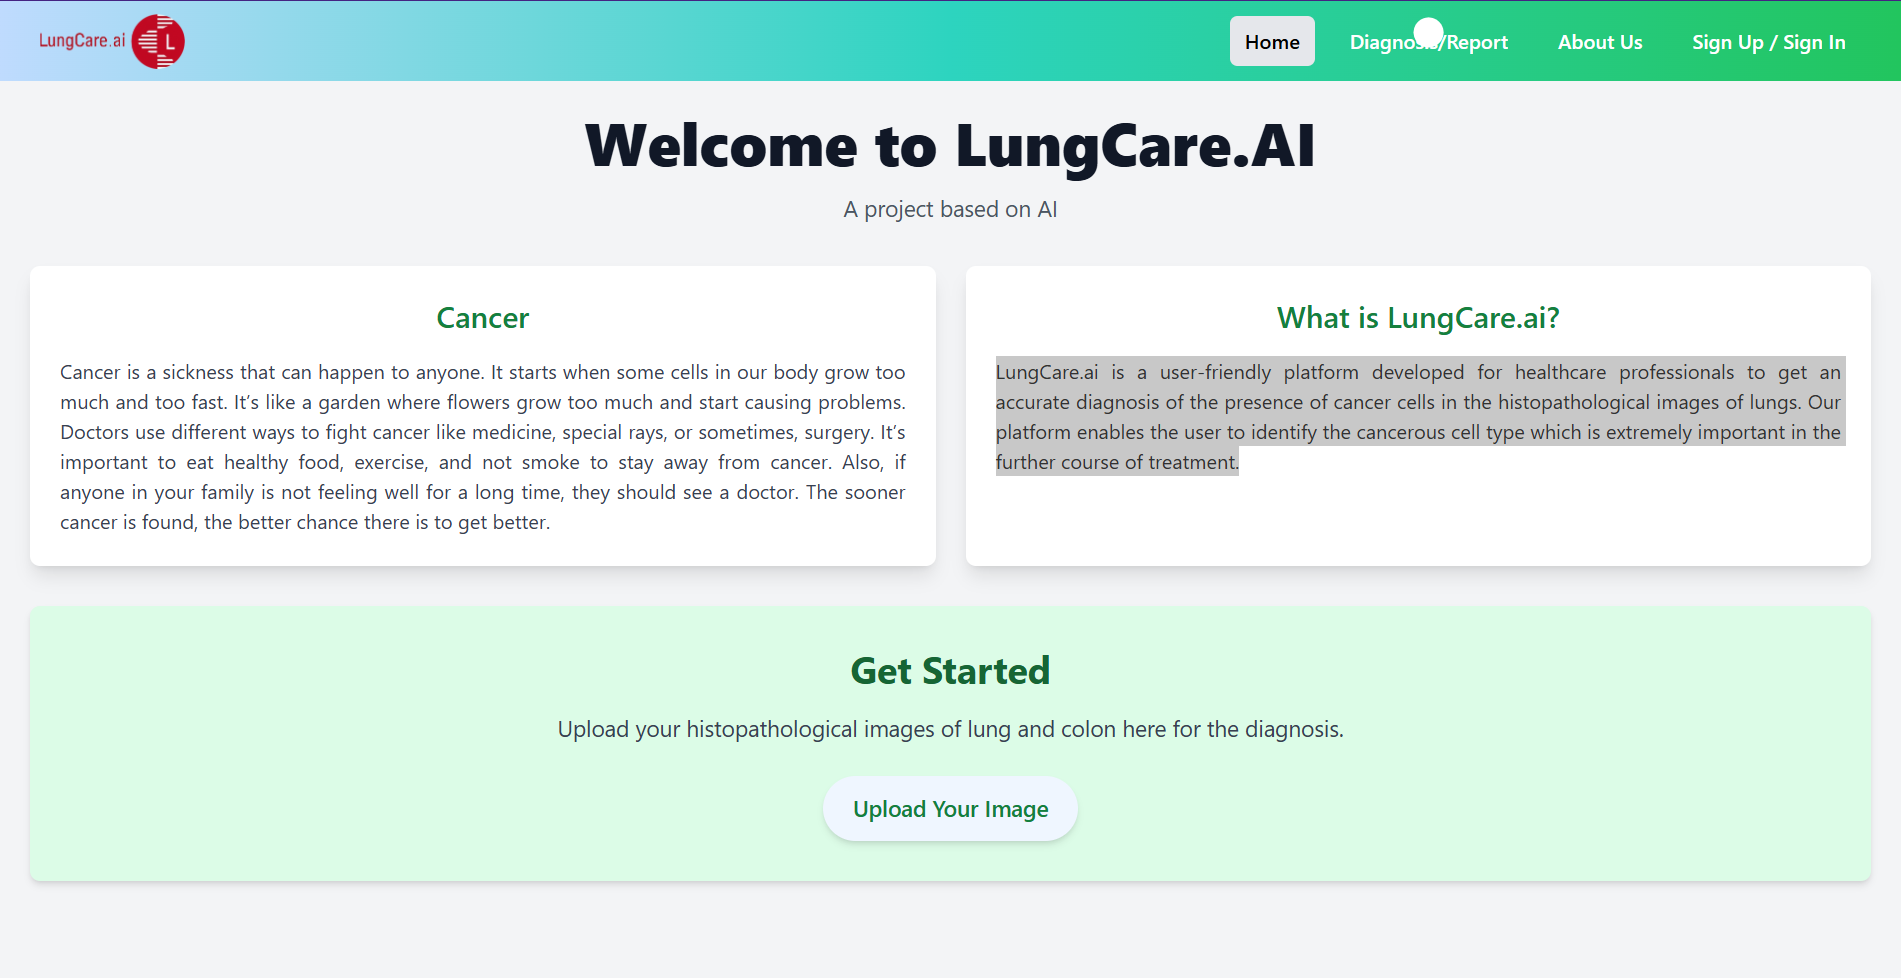 LungCare.ai L
Home Diagnosis/Report About Us Sign Up / Sign In
Welcome to LungCare.AI
A project based on AI
Cancer
Cancer is a sickness that can happen to anyone. It starts when some cells in our body grow too
much and too fast. It’s like a garden where flowers grow too much and start causing problems.
Doctors use different ways to fight cancer like medicine, special rays, or sometimes, surgery. It’s
important to eat healthy food, exercise, and not smoke to stay away from cancer. Also, if
anyone in your family is not feeling well for a long time, they should see a doctor. The sooner
cancer is found, the better chance there is to get better.
What is LungCare.ai?
LungCare.ai is a user-friendly platform developed for healthcare professionals to get an
accurate diagnosis of the presence of cancer cells in the histopathological images of lungs. Our
platform enables the user to identify the cancerous cell type which is extremely important in the
further course of treatment.
Get Started
Upload your histopathological images of lung and colon here for the diagnosis.
Upload Your Image